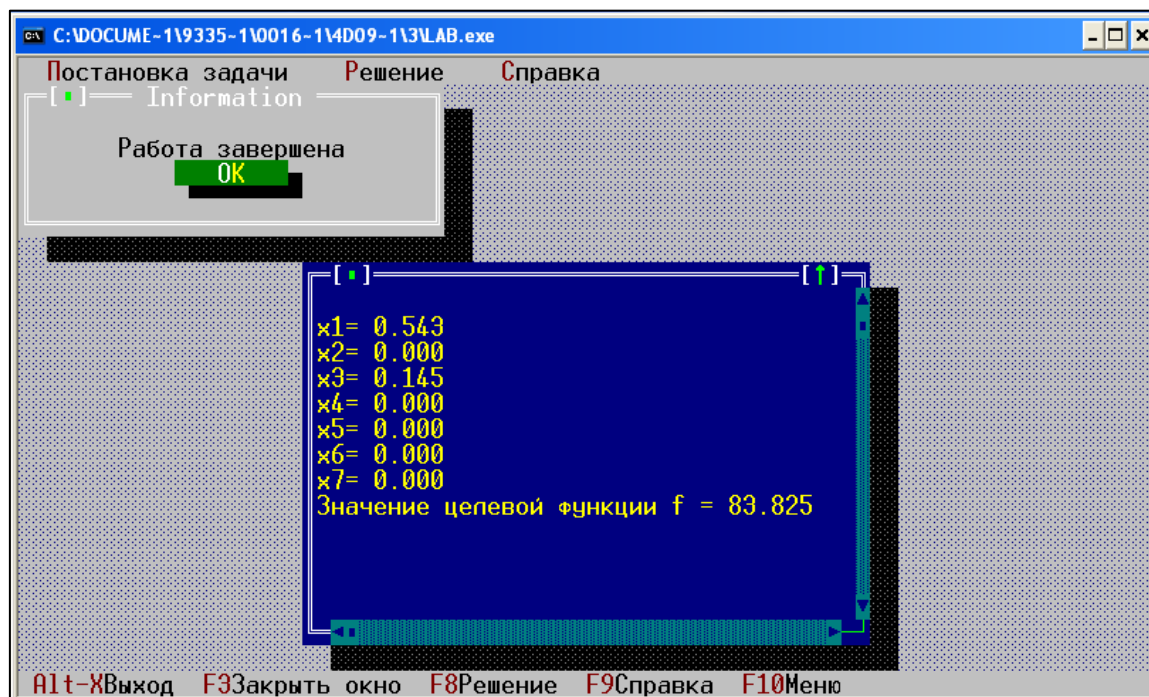 C:\DOCUME~1\9335~1\0016~1\4D09~1\3\LAB.exe
Постановка задачи Решение Справка
[▪] Information
Работа завершена
OK
[▪] [↑]
x1= 0.543
x2= 0.000
x3= 0.145
x4= 0.000
x5= 0.000
x6= 0.000
x7= 0.000
Значение целевой функции f = 83.825
Alt-XВыход F3Закрыть окно F8Решение F9Справка F10Меню